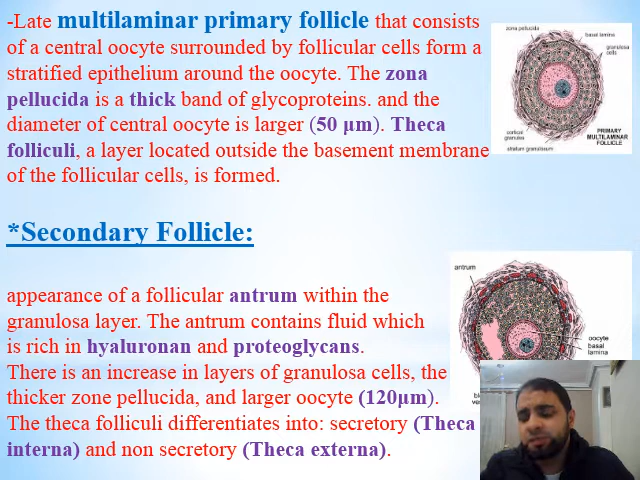 -Late multilaminar primary follicle that consists
of a central oocyte surrounded by follicular cells form a
stratified epithelium around the oocyte. The zona
pellucida is a thick band of glycoproteins. and the
diameter of central oocyte is larger (50 μm). Theca
folliculi, a layer located outside the basement membrane
of the follicular cells, is formed.
zona pellucida
basal lamina
granulosa
cells
cortical
granules
stratum granulosum
PRIMARY
MULTILAMINAR
FOLLICLE
*Secondary Follicle:
appearance of a follicular antrum within the
granulosa layer. The antrum contains fluid which
is rich in hyaluronan and proteoglycans.
There is an increase in layers of granulosa cells, the
thicker zone pellucida, and larger oocyte (120μm).
The theca folliculi differentiates into: secretory (Theca
interna) and non secretory (Theca externa).
antrum
oocyte
basal
lamina